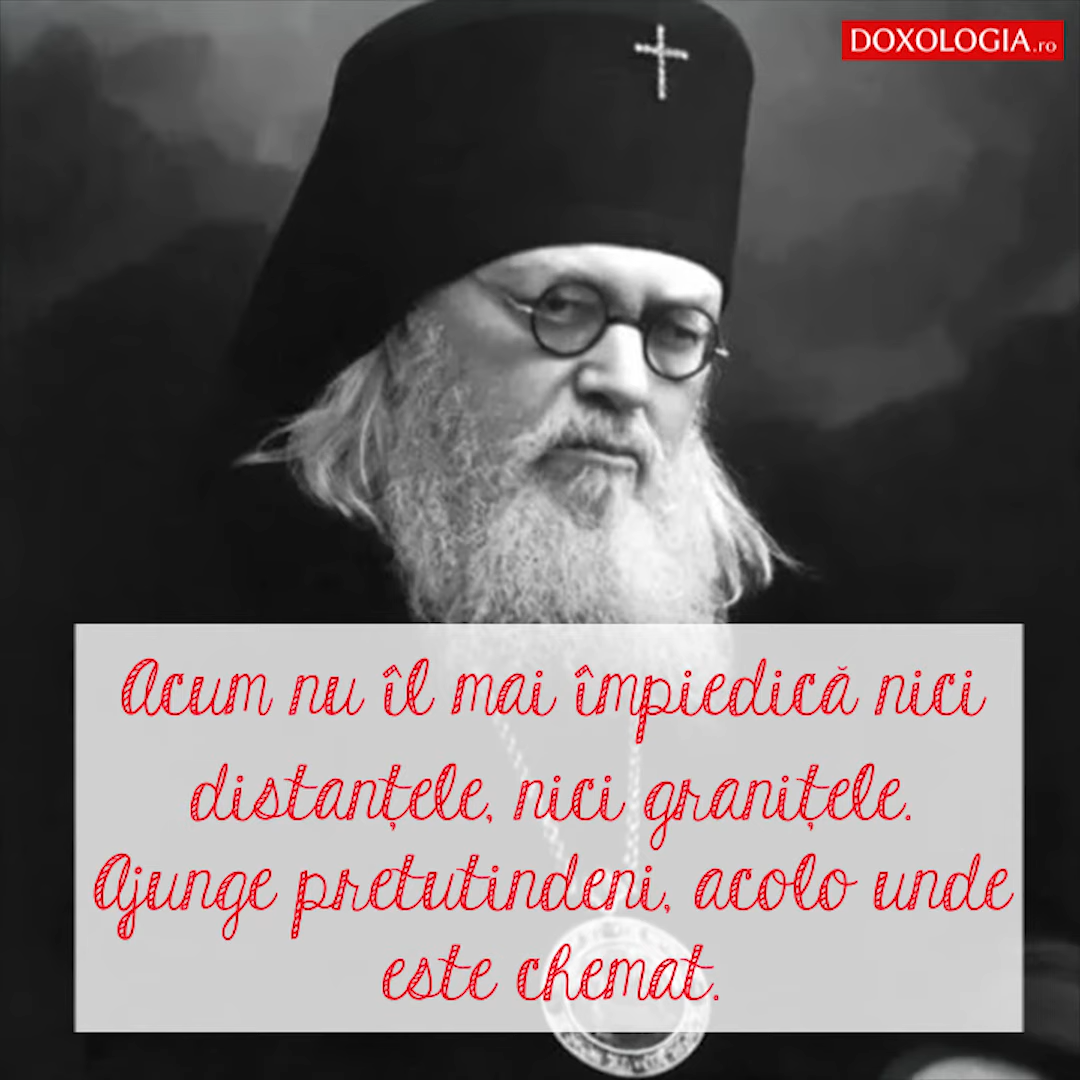 DOXOLOGIA.ro
Acum nu îl mai împiedică nici
distanțele, nici granițele.
Ajunge pretutindeni, acolo unde
este chemat.